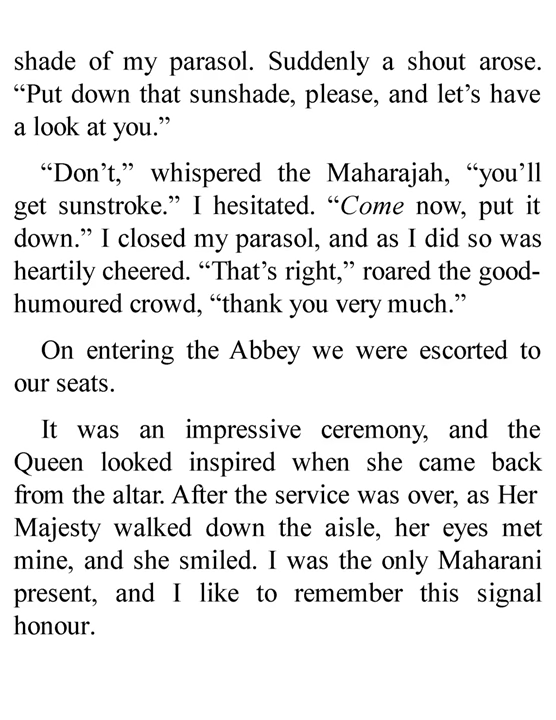 shade of my parasol. Suddenly a shout arose.
“Put down that sunshade, please, and let’s have
a look at you.”
“Don’t,” whispered the Maharajah, “you’ll
get sunstroke.” I hesitated. “Come now, put it
down.” I closed my parasol, and as I did so was
heartily cheered. “That’s right,” roared the good-
humoured crowd, “thank you very much.”
On entering the Abbey we were escorted to
our seats.
It was an impressive ceremony, and the
Queen looked inspired when she came back
from the altar. After the service was over, as Her
Majesty walked down the aisle, her eyes met
mine, and she smiled. I was the only Maharani
present, and I like to remember this signal
honour.